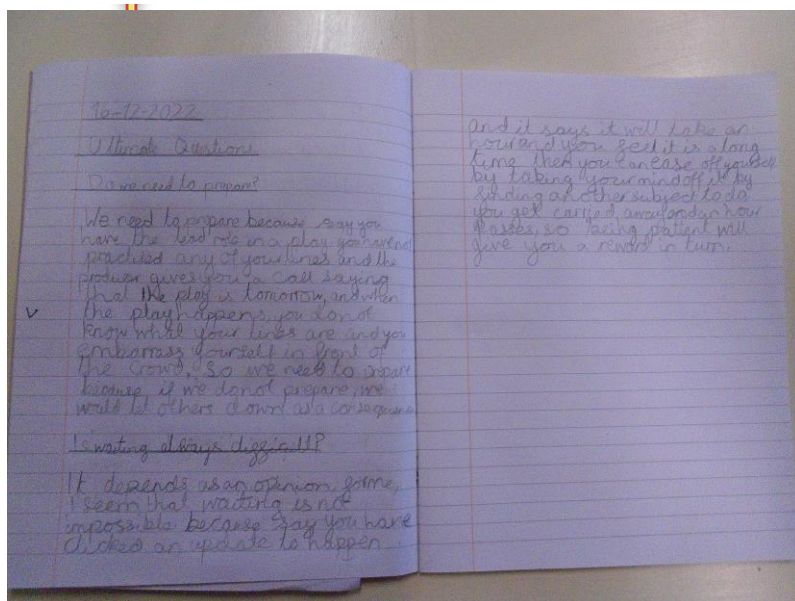 16-12-2022
Ultimate Questions
Do we need to prepare?
We need to prepare because say you
have the lead role in a play you have not
practised any of your lines and the
producer gives you a call saying
that the play is tomorrow, and when
the play happens, you do not
know what your lines are and you
embarrass yourself in front of
the crowd, so we need to prepare
because if we do not prepare, we
would let others down as a consequence
Is waiting always difficult?
It depends as an opinion, for me,
I seem that waiting is not
impossible because say you have
clicked an update to happen
and it says it will take an
hour and you feel it is a long
time then you can ease off yourself
by taking your mind off it by
finding another subject to do
you get carried away and an hour
passes, so being patient will
give you a reward in turn.